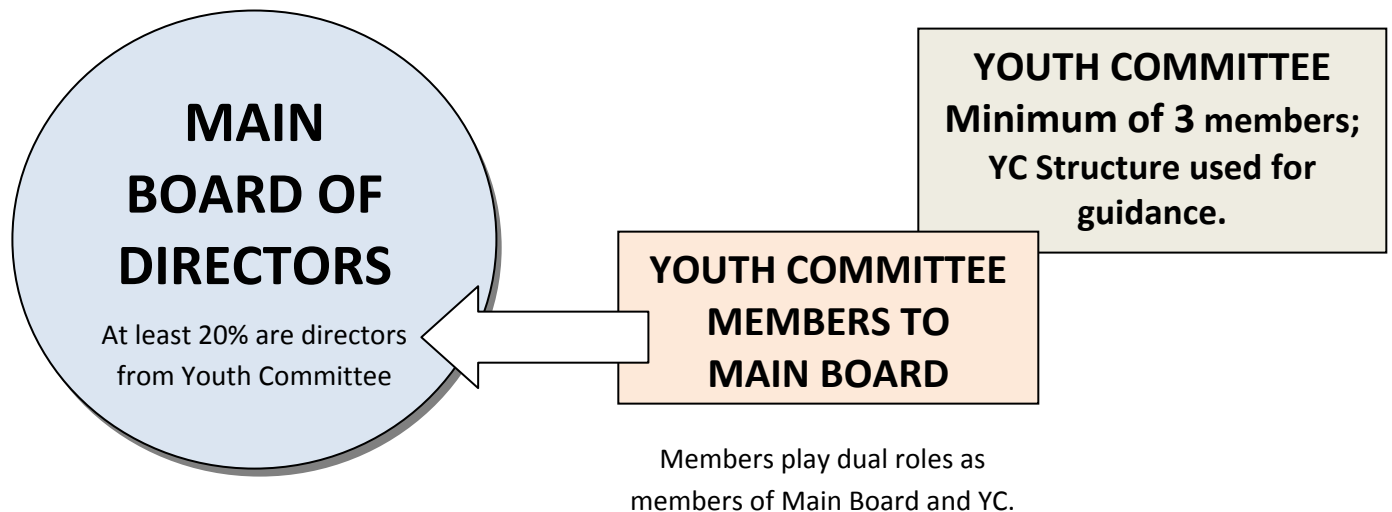 MAIN
BOARD OF
DIRECTORS
At least 20% are directors
from Youth Committee
YOUTH COMMITTEE
Minimum of 3 members;
YC Structure used for
guidance.
YOUTH COMMITTEE
MEMBERS TO
MAIN BOARD
Members play dual roles as
members of Main Board and YC.